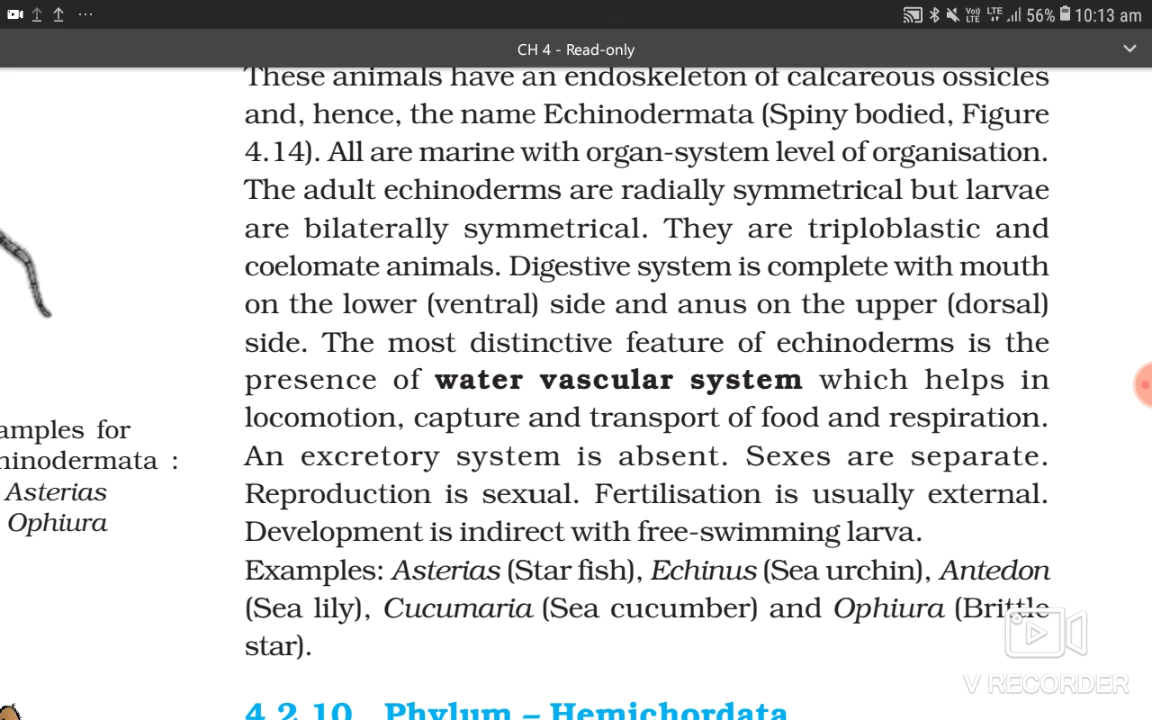 56% 10:13 am
CH 4 - Read-only
These animals have an endoskeleton of calcareous ossicles
and, hence, the name Echinodermata (Spiny bodied, Figure
4.14). All are marine with organ-system level of organisation.
The adult echinoderms are radially symmetrical but larvae
are bilaterally symmetrical. They are triploblastic and
coelomate animals. Digestive system is complete with mouth
on the lower (ventral) side and anus on the upper (dorsal)
side. The most distinctive feature of echinoderms is the
presence of water vascular system which helps in
locomotion, capture and transport of food and respiration.
An excretory system is absent. Sexes are separate.
Reproduction is sexual. Fertilisation is usually external.
Development is indirect with free-swimming larva.
Examples: Asterias (Star fish), Echinus (Sea urchin), Antedon
(Sea lily), Cucumaria (Sea cucumber) and Ophiura (Brittle
star).
amples for
hinodermata :
Asterias
Ophiura
4.2.10 Phylum – Hemichordata
V RECORDER